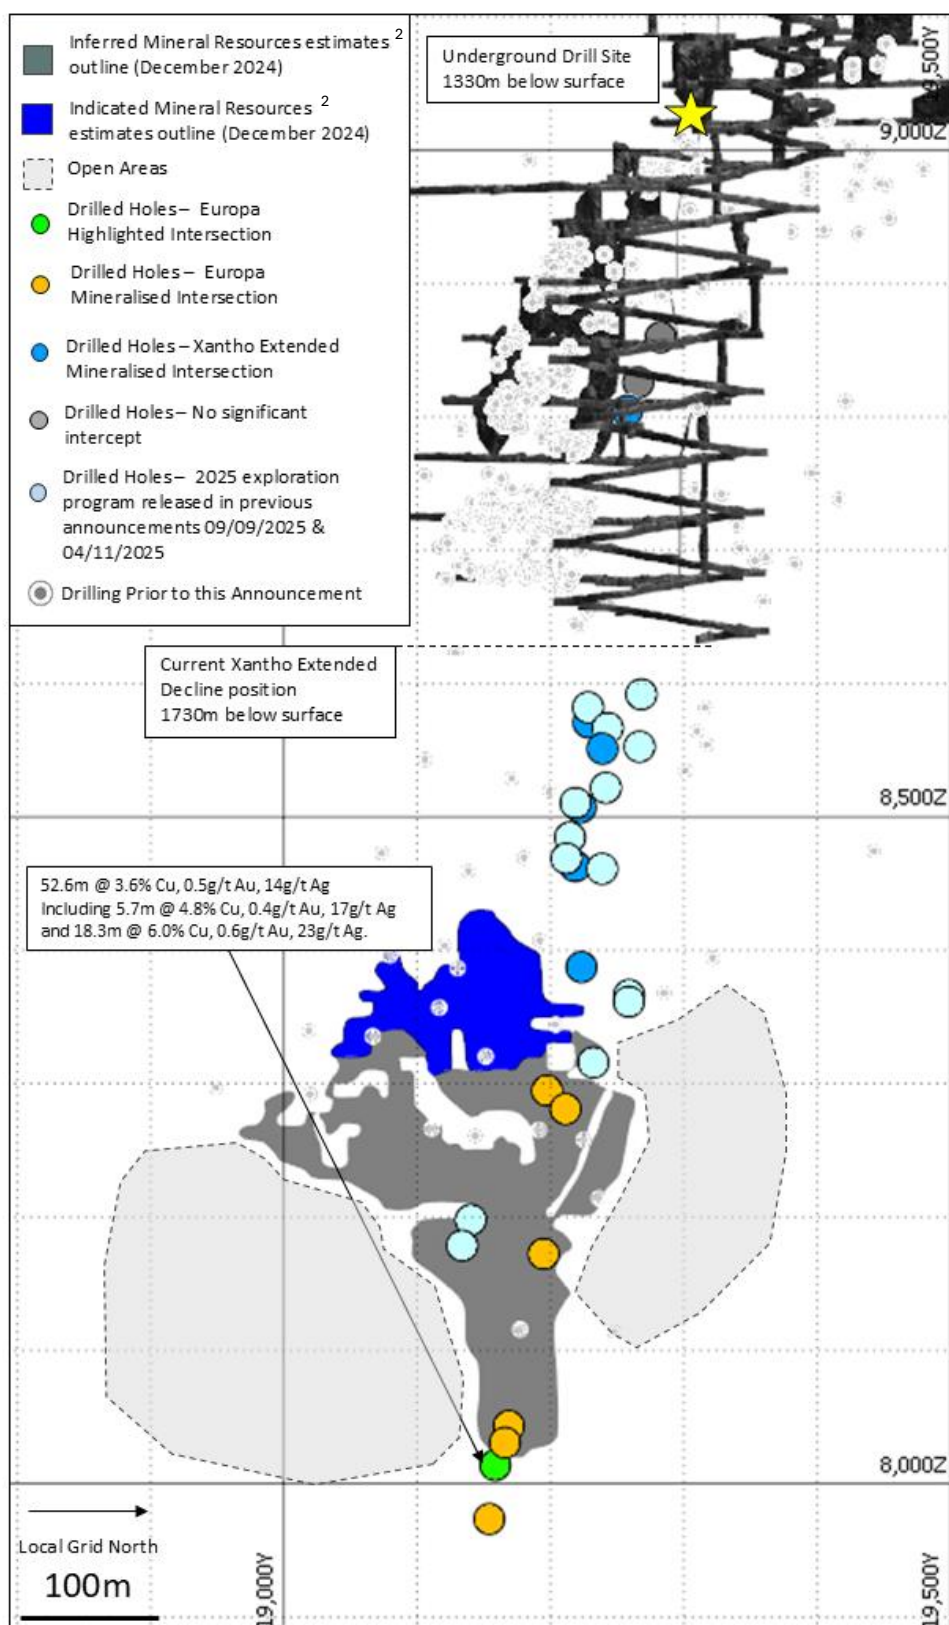 Inferred Mineral Resources estimates 2
outline (December 2024)
Indicated Mineral Resources 2
estimates outline (December 2024)
Open Areas
Drilled Holes– Europa
Highlighted Intersection
Drilled Holes – Europa
Mineralised Intersection
Drilled Holes – Xantho Extended
Mineralised Intersection
Drilled Holes – No significant
intercept
Drilled Holes – 2025 exploration
program released in previous
announcements 09/09/2025 &
04/11/2025
Drilling Prior to this Announcement
Underground Drill Site
1330m below surface
19,500Y
9,000Z
Current Xantho Extended
Decline position
1730m below surface
8,500Z
52.6m @ 3.6% Cu, 0.5g/t Au, 14g/t Ag
Including 5.7m @ 4.8% Cu, 0.4g/t Au, 17g/t Ag
and 18.3m @ 6.0% Cu, 0.6g/t Au, 23g/t Ag.
8,000Z
Local Grid North
100m
19,000Y
19,500Y